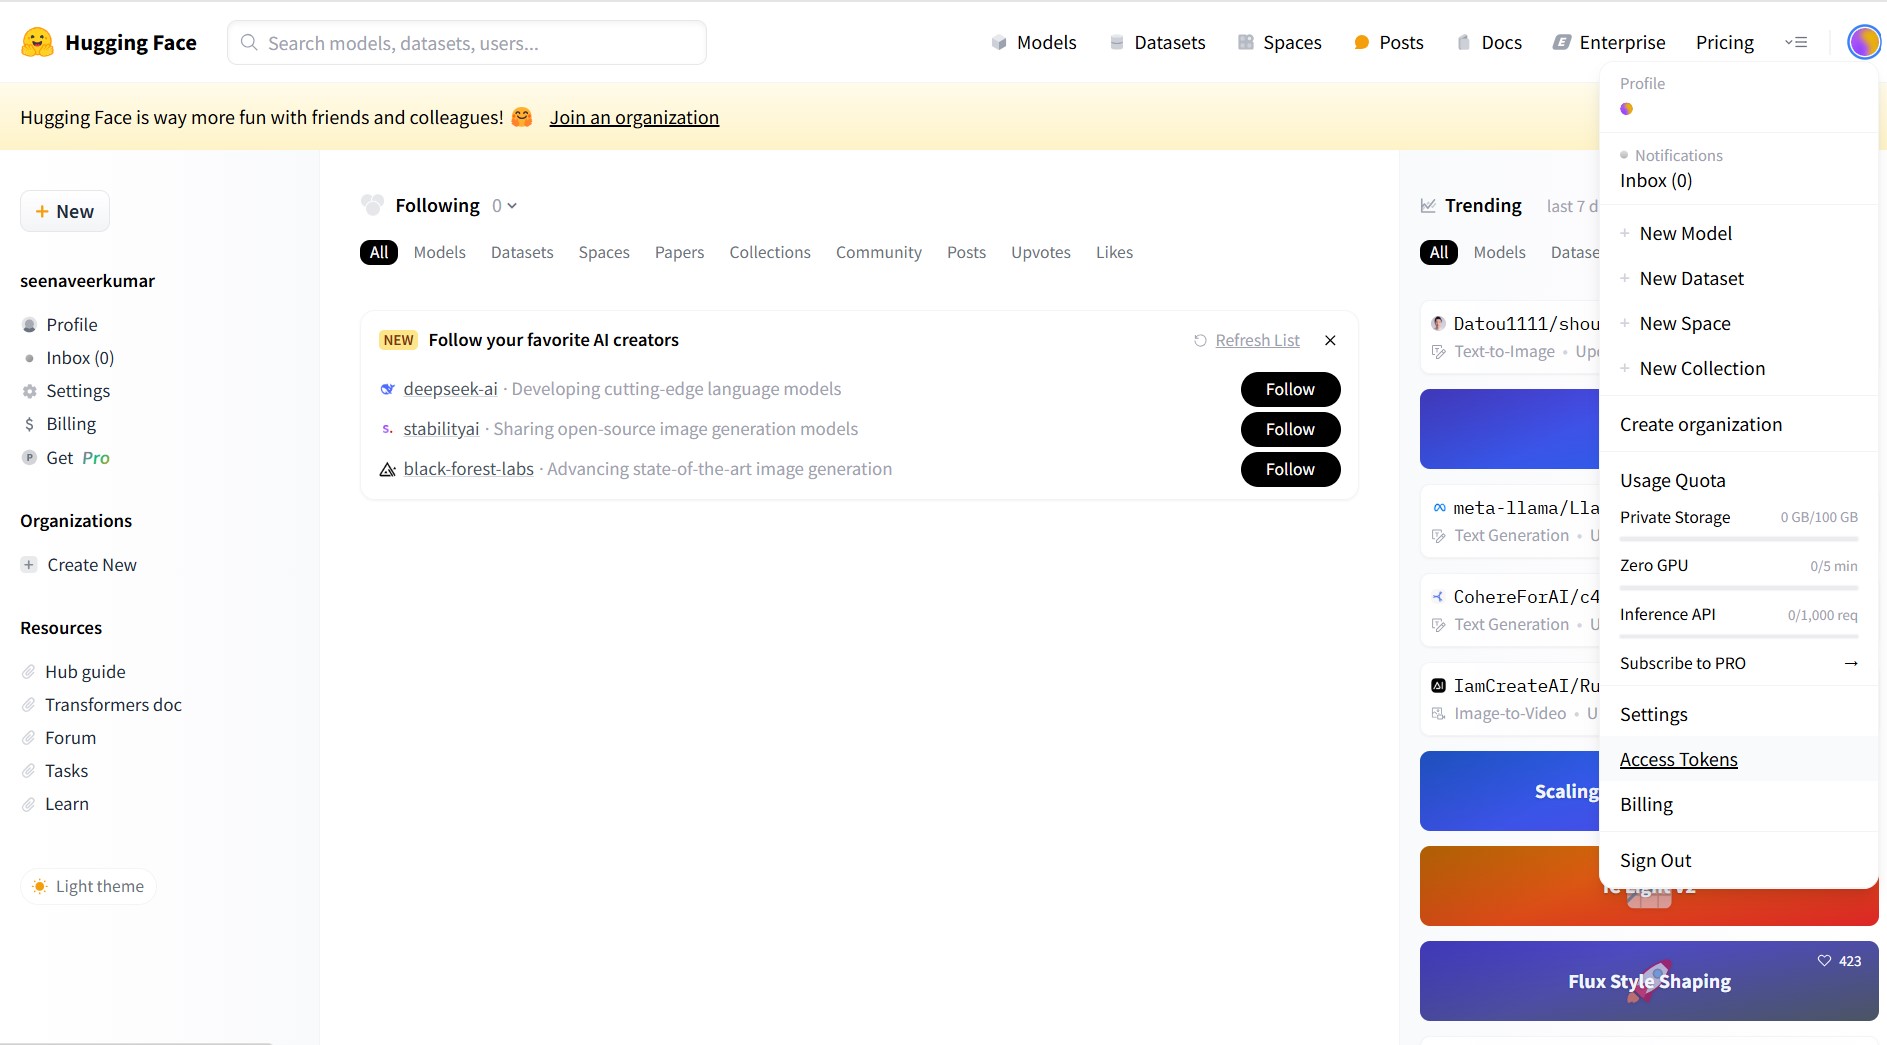 Hugging Face
Search models, datasets, users...
Models
Datasets
Spaces
Posts
Docs
Enterprise
Pricing
Hugging Face is way more fun with friends and colleagues! 🤗 Join an organization
+ New
seenaveerkumar
Profile
Inbox (0)
Settings
$ Billing
P Get Pro
Organizations
+ Create New
Resources
Hub guide
Transformers doc
Forum
Tasks
Learn
Light theme
Following 0
All Models Datasets Spaces Papers Collections Community Posts Upvotes Likes
NEW Follow your favorite AI creators
Refresh List
deepseek-ai · Developing cutting-edge language models
Follow
s. stabilityai · Sharing open-source image generation models
Follow
black-forest-labs · Advancing state-of-the-art image generation
Follow
Trending last 7 d
All Models Datase
Datou1111/shou
Text-to-Image • Up
meta-llama/Lla
Text Generation • U
CohereForAI/c4
Text Generation • U
IamCreateAI/Ru
Image-to-Video • U
Scaling
Flux Style Shaping
423
Profile
Notifications
Inbox (0)
+ New Model
+ New Dataset
+ New Space
+ New Collection
Create organization
Usage Quota
Private Storage 0 GB/100 GB
Zero GPU 0/5 min
Inference API 0/1,000 req
Subscribe to PRO →
Settings
Access Tokens
Billing
Sign Out